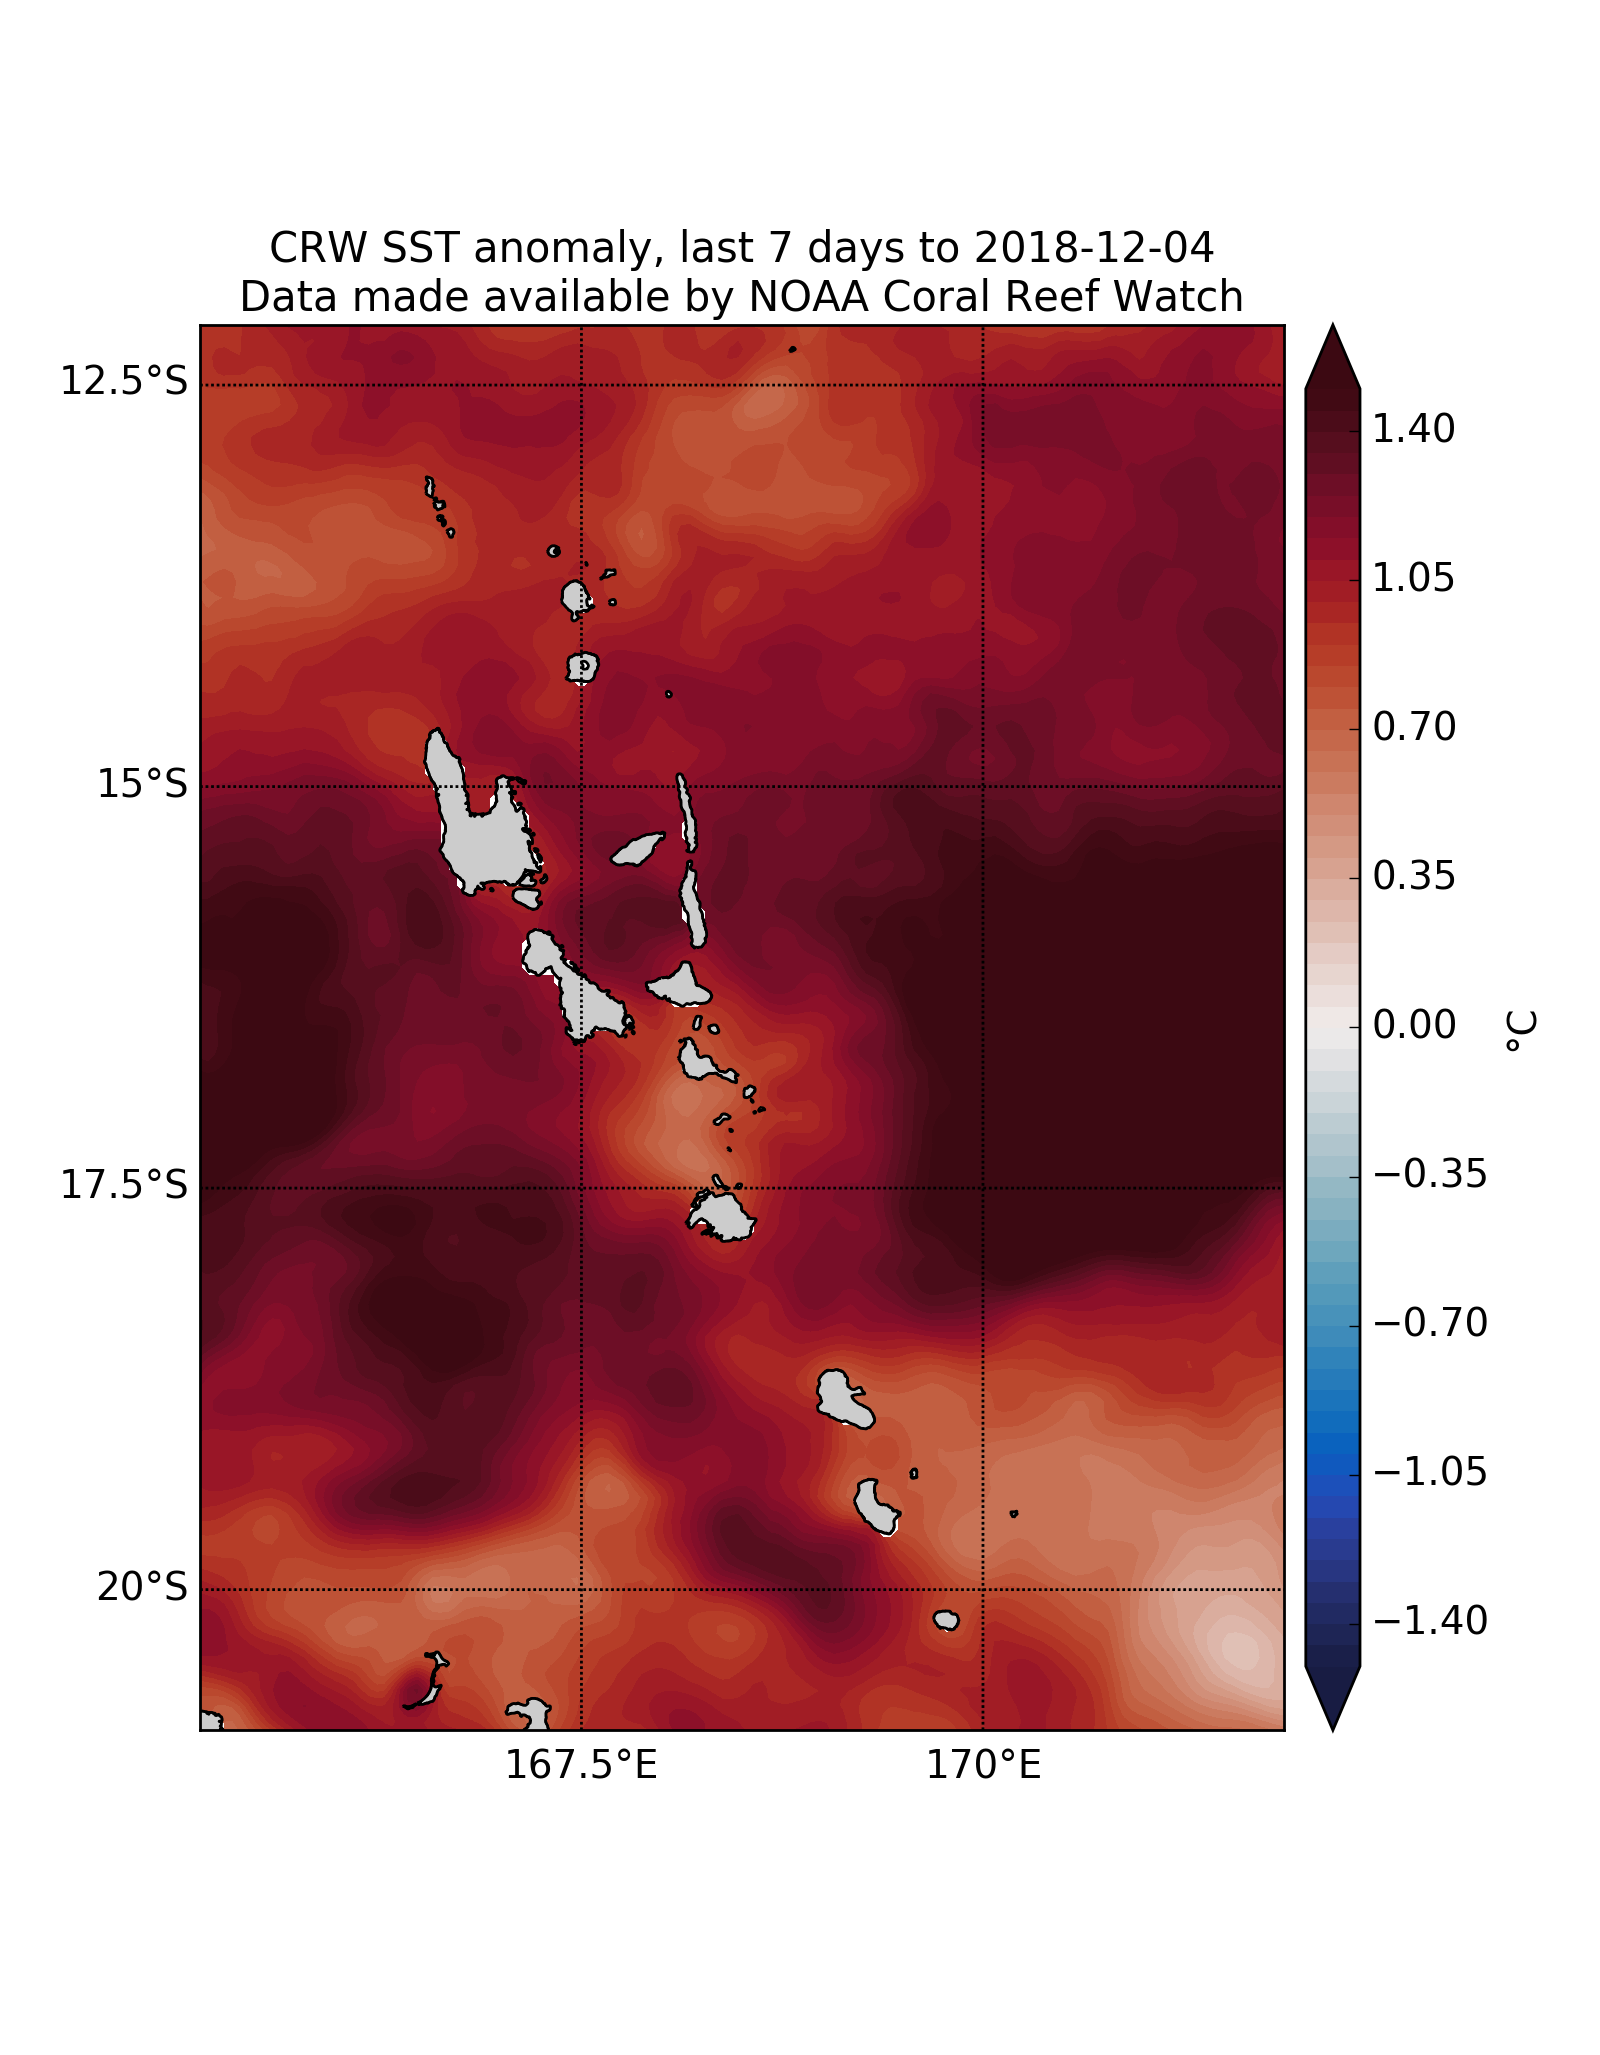 CRW SST anomaly, last 7 days to 2018-12-04
Data made available by NOAA Coral Reef Watch
12.5°S
15°S
17.5°S
20°S
167.5°E
170°E
1.40
1.05
0.70
0.35
0.00
−0.35
−0.70
−1.05
−1.40
°C